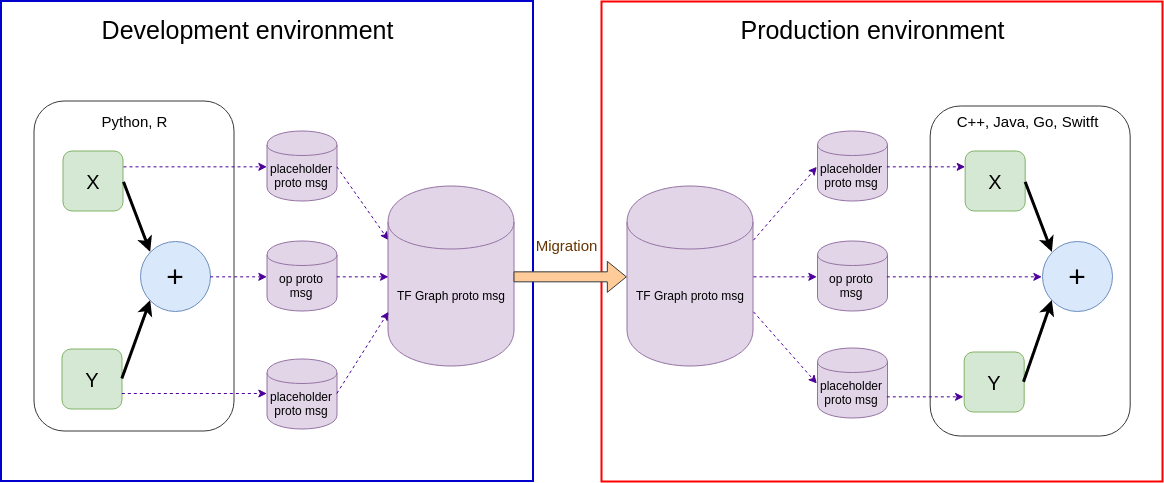 Development environment
Production environment
Python, R
X
+
Y
placeholder
proto msg
op proto
msg
placeholder
proto msg
TF Graph proto msg
Migration
TF Graph proto msg
placeholder
proto msg
op proto
msg
placeholder
proto msg
C++, Java, Go, Switft
X
+
Y